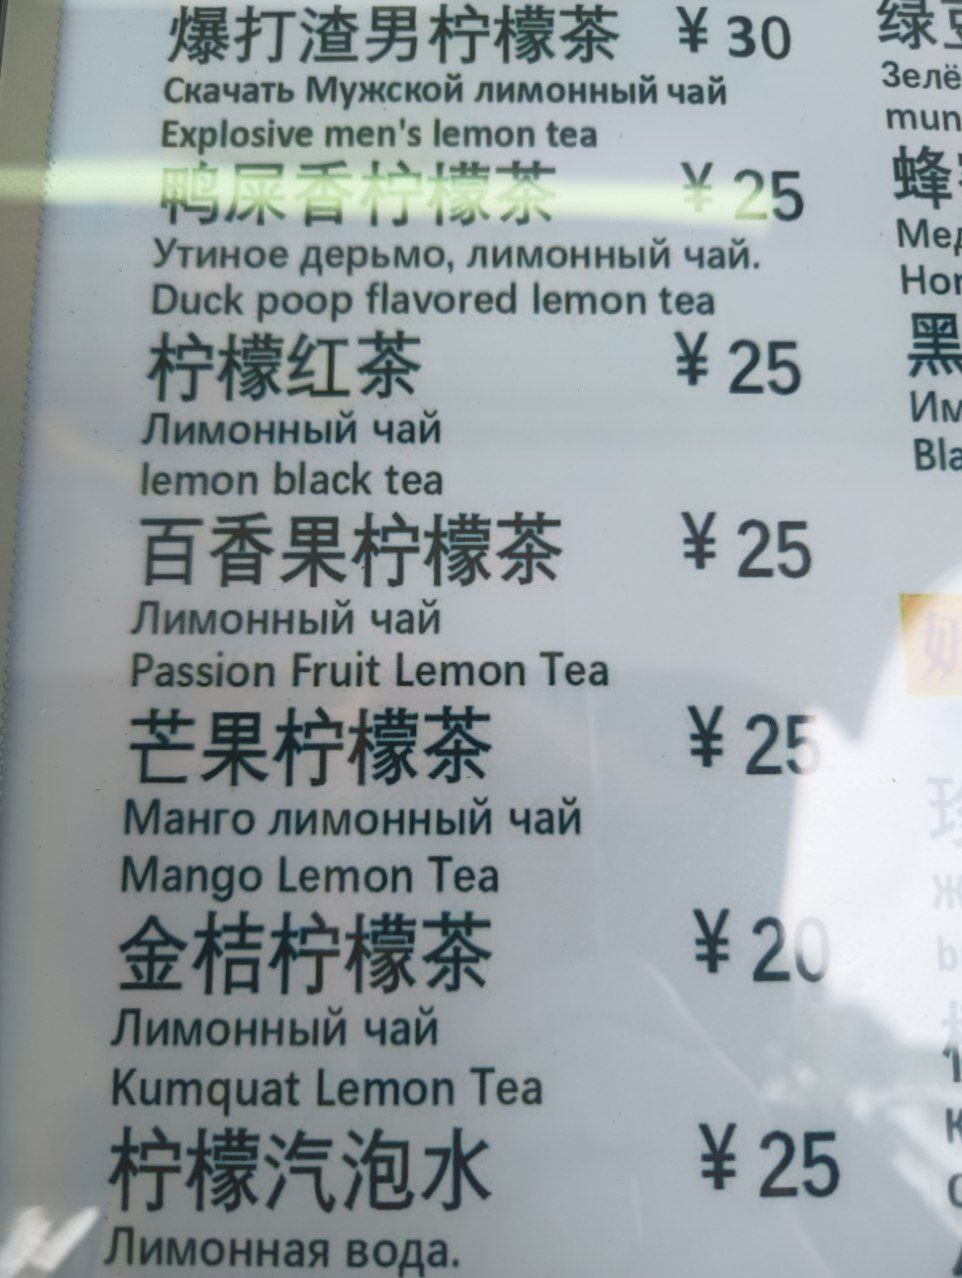 爆打渣男柠檬茶 ¥30
Скачать Мужской лимонный чай
Explosive men's lemon tea
鸭屎香柠檬茶 ¥25
Утиное дерьмо, лимонный чай.
Duck poop flavored lemon tea
柠檬红茶 ¥25
Лимонный чай
lemon black tea
百香果柠檬茶 ¥25
Лимонный чай
Passion Fruit Lemon Tea
芒果柠檬茶 ¥25
Манго лимонный чай
Mango Lemon Tea
金桔柠檬茶 ¥20
Лимонный чай
Kumquat Lemon Tea
柠檬汽泡水 ¥25
Лимонная вода.
绿
蜂
黑